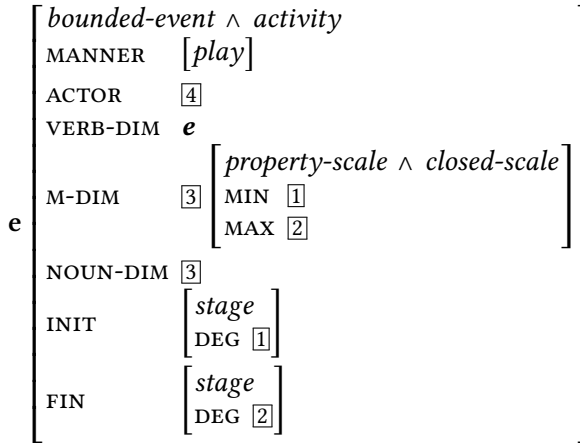 bounded-event ∧ activity
MANNER [play]
ACTOR 4
VERB-DIM e
property-scale ∧ closed-scale
MIN 1
M-DIM 3
MAX 2
e
NOUN-DIM 3
stage
INIT
DEG 1
stage
FIN
DEG 2